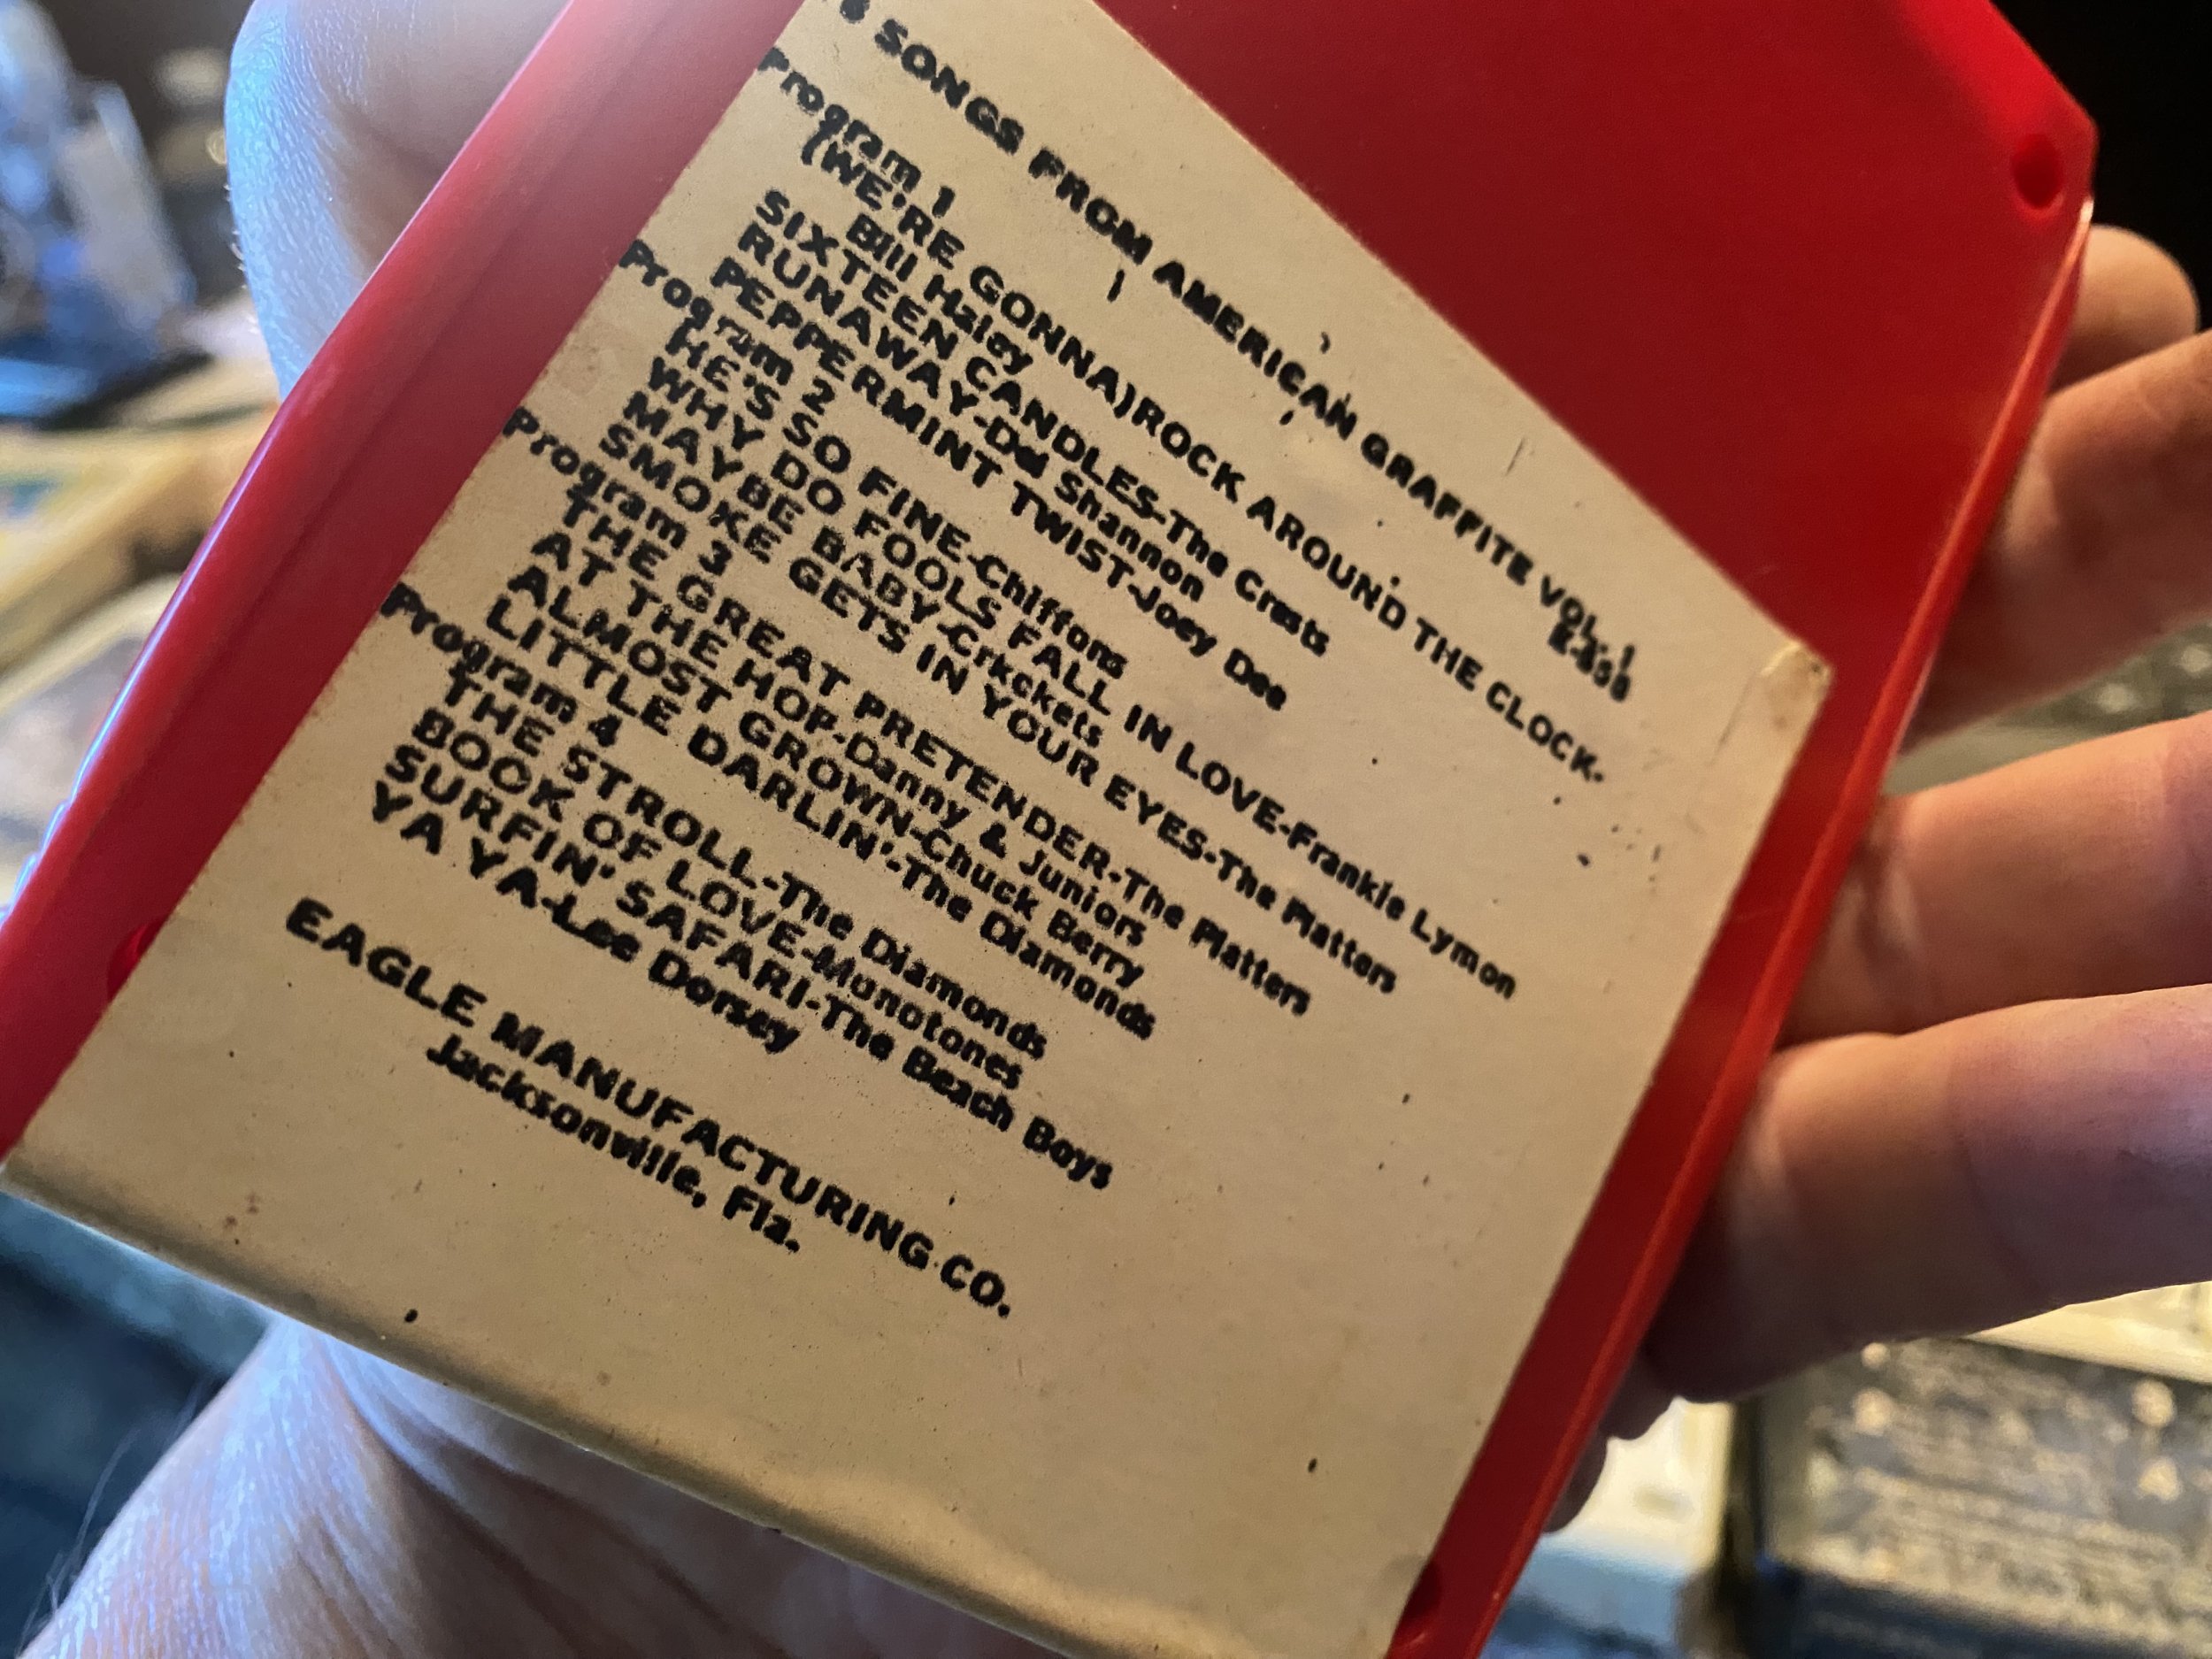 6 SONGS FROM AMERICAN GRAFFITE VOL. 1
Program 1
(WE'RE GONNA)ROCK AROUND THE CLOCK-
Bill Haley
SIXTEEN CANDLES-The Crests
RUNAWAY-Del Shannon
PEPPERMINT TWIST-Joey Dee
Program 2
HE'S SO FINE-Chiffons
WHY DO FOOLS FALL IN LOVE-Frankie Lymon
MAYBE BABY-Crkckets
SMOKE GETS IN YOUR EYES-The Platters
Program 3
THE GREAT PRETENDER-The Platters
AT THE HOP-Danny & Juniors
ALMOST GROWN-Chuck Berry
LITTLE DARLIN'-The Diamonds
Program 4
THE STROLL-The Diamonds
BOOK OF LOVE-Munotones
SURFIN' SAFARI-The Beach Boys
YA YA-Lee Dorsey
EAGLE MANUFACTURING CO.
Jacksonville, Fla.